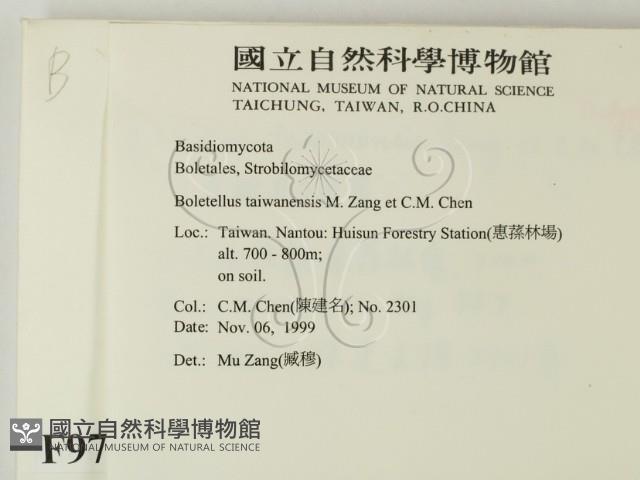 B
國立自然科學博物館
NATIONAL MUSEUM OF NATURAL SCIENCE
TAICHUNG, TAIWAN, R.O.CHINA
Basidiomycota
Boletales, Strobilomycetaceae
Boletellus taiwanensis M. Zang et C.M. Chen
Loc.: Taiwan. Nantou: Huisun Forestry Station(惠蓀林場)
alt. 700 - 800m;
on soil.
Col.: C.M. Chen(陳建名); No. 2301
Date: Nov. 06, 1999
Det.: Mu Zang(臧穆)
國立自然科學博物館
NATIONAL MUSEUM OF NATURAL SCIENCE
F97